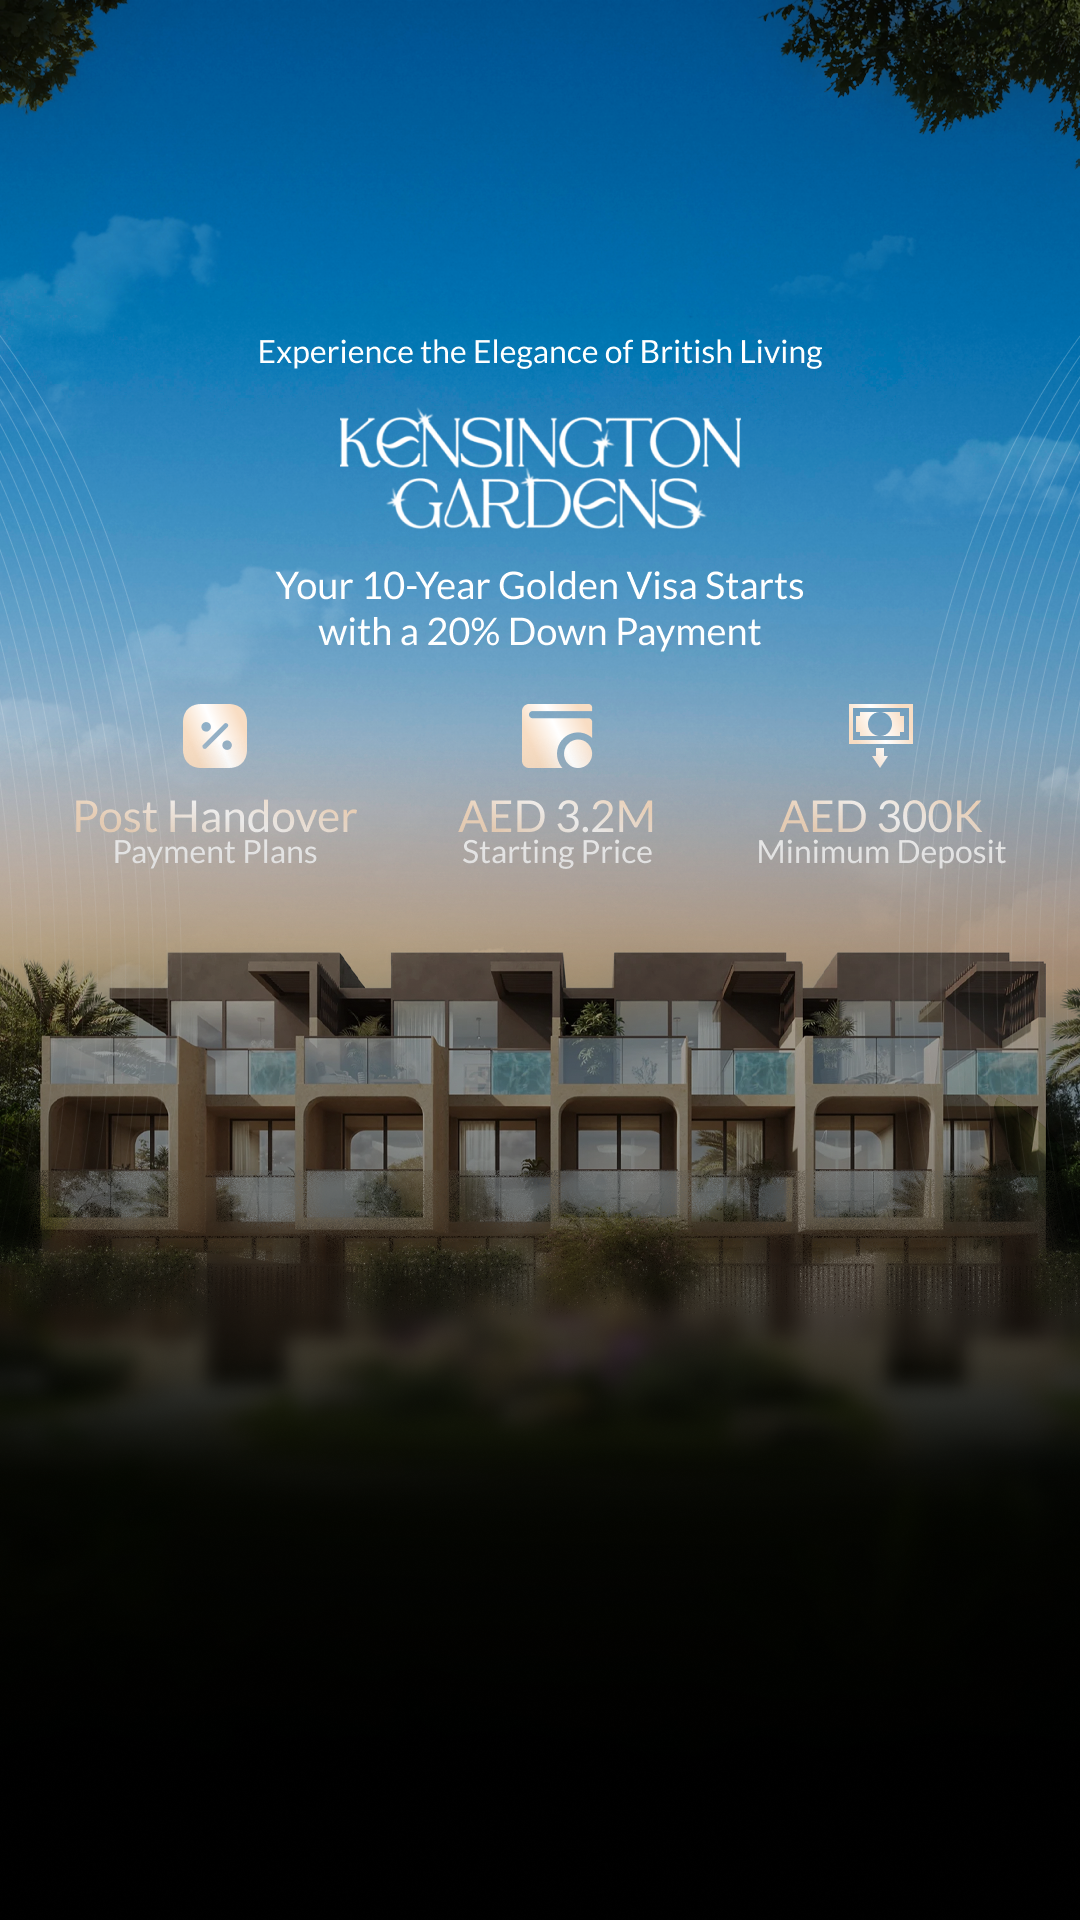 Experience the Elegance of British Living
KENSINGTON
GARDENS
Your 10-Year Golden Visa Starts
with a 20% Down Payment
Post Handover
Payment Plans
AED 3.2M
Starting Price
AED 300K
Minimum Deposit